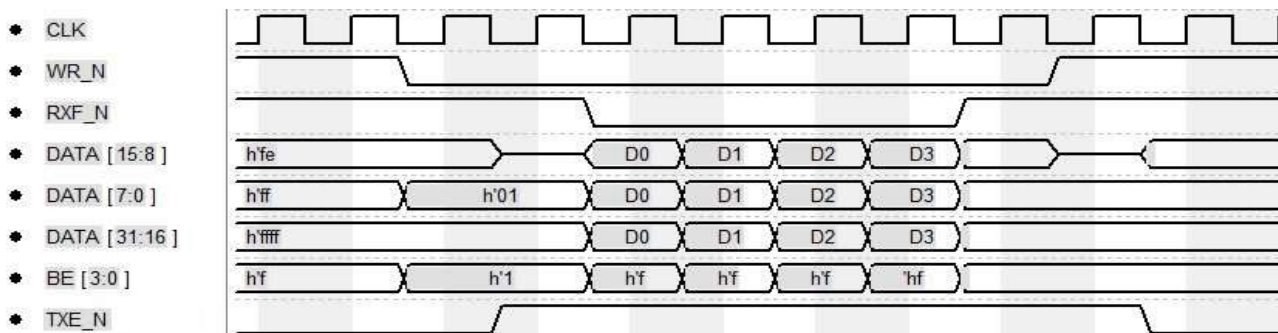 CLK
WR_N
RXF_N
DATA [ 15:8 ] h'fe D0 D1 D2 D3
DATA [7:0 ] h'ff h'01 D0 D1 D2 D3
DATA [ 31:16 ] h'ffff D0 D1 D2 D3
BE [ 3:0 ] h'f h'1 h'f h'f h'f 'hf
TXE_N